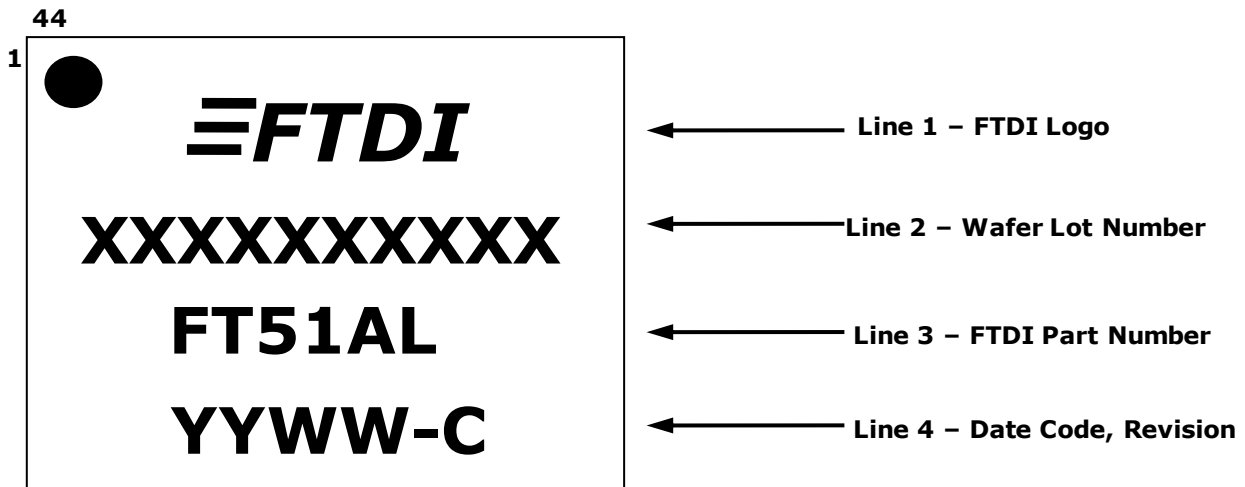 44
1
FTDI
Line 1 – FTDI Logo
XXXXXXXXXX
Line 2 – Wafer Lot Number
FT51AL
Line 3 – FTDI Part Number
YYWW-C
Line 4 – Date Code, Revision